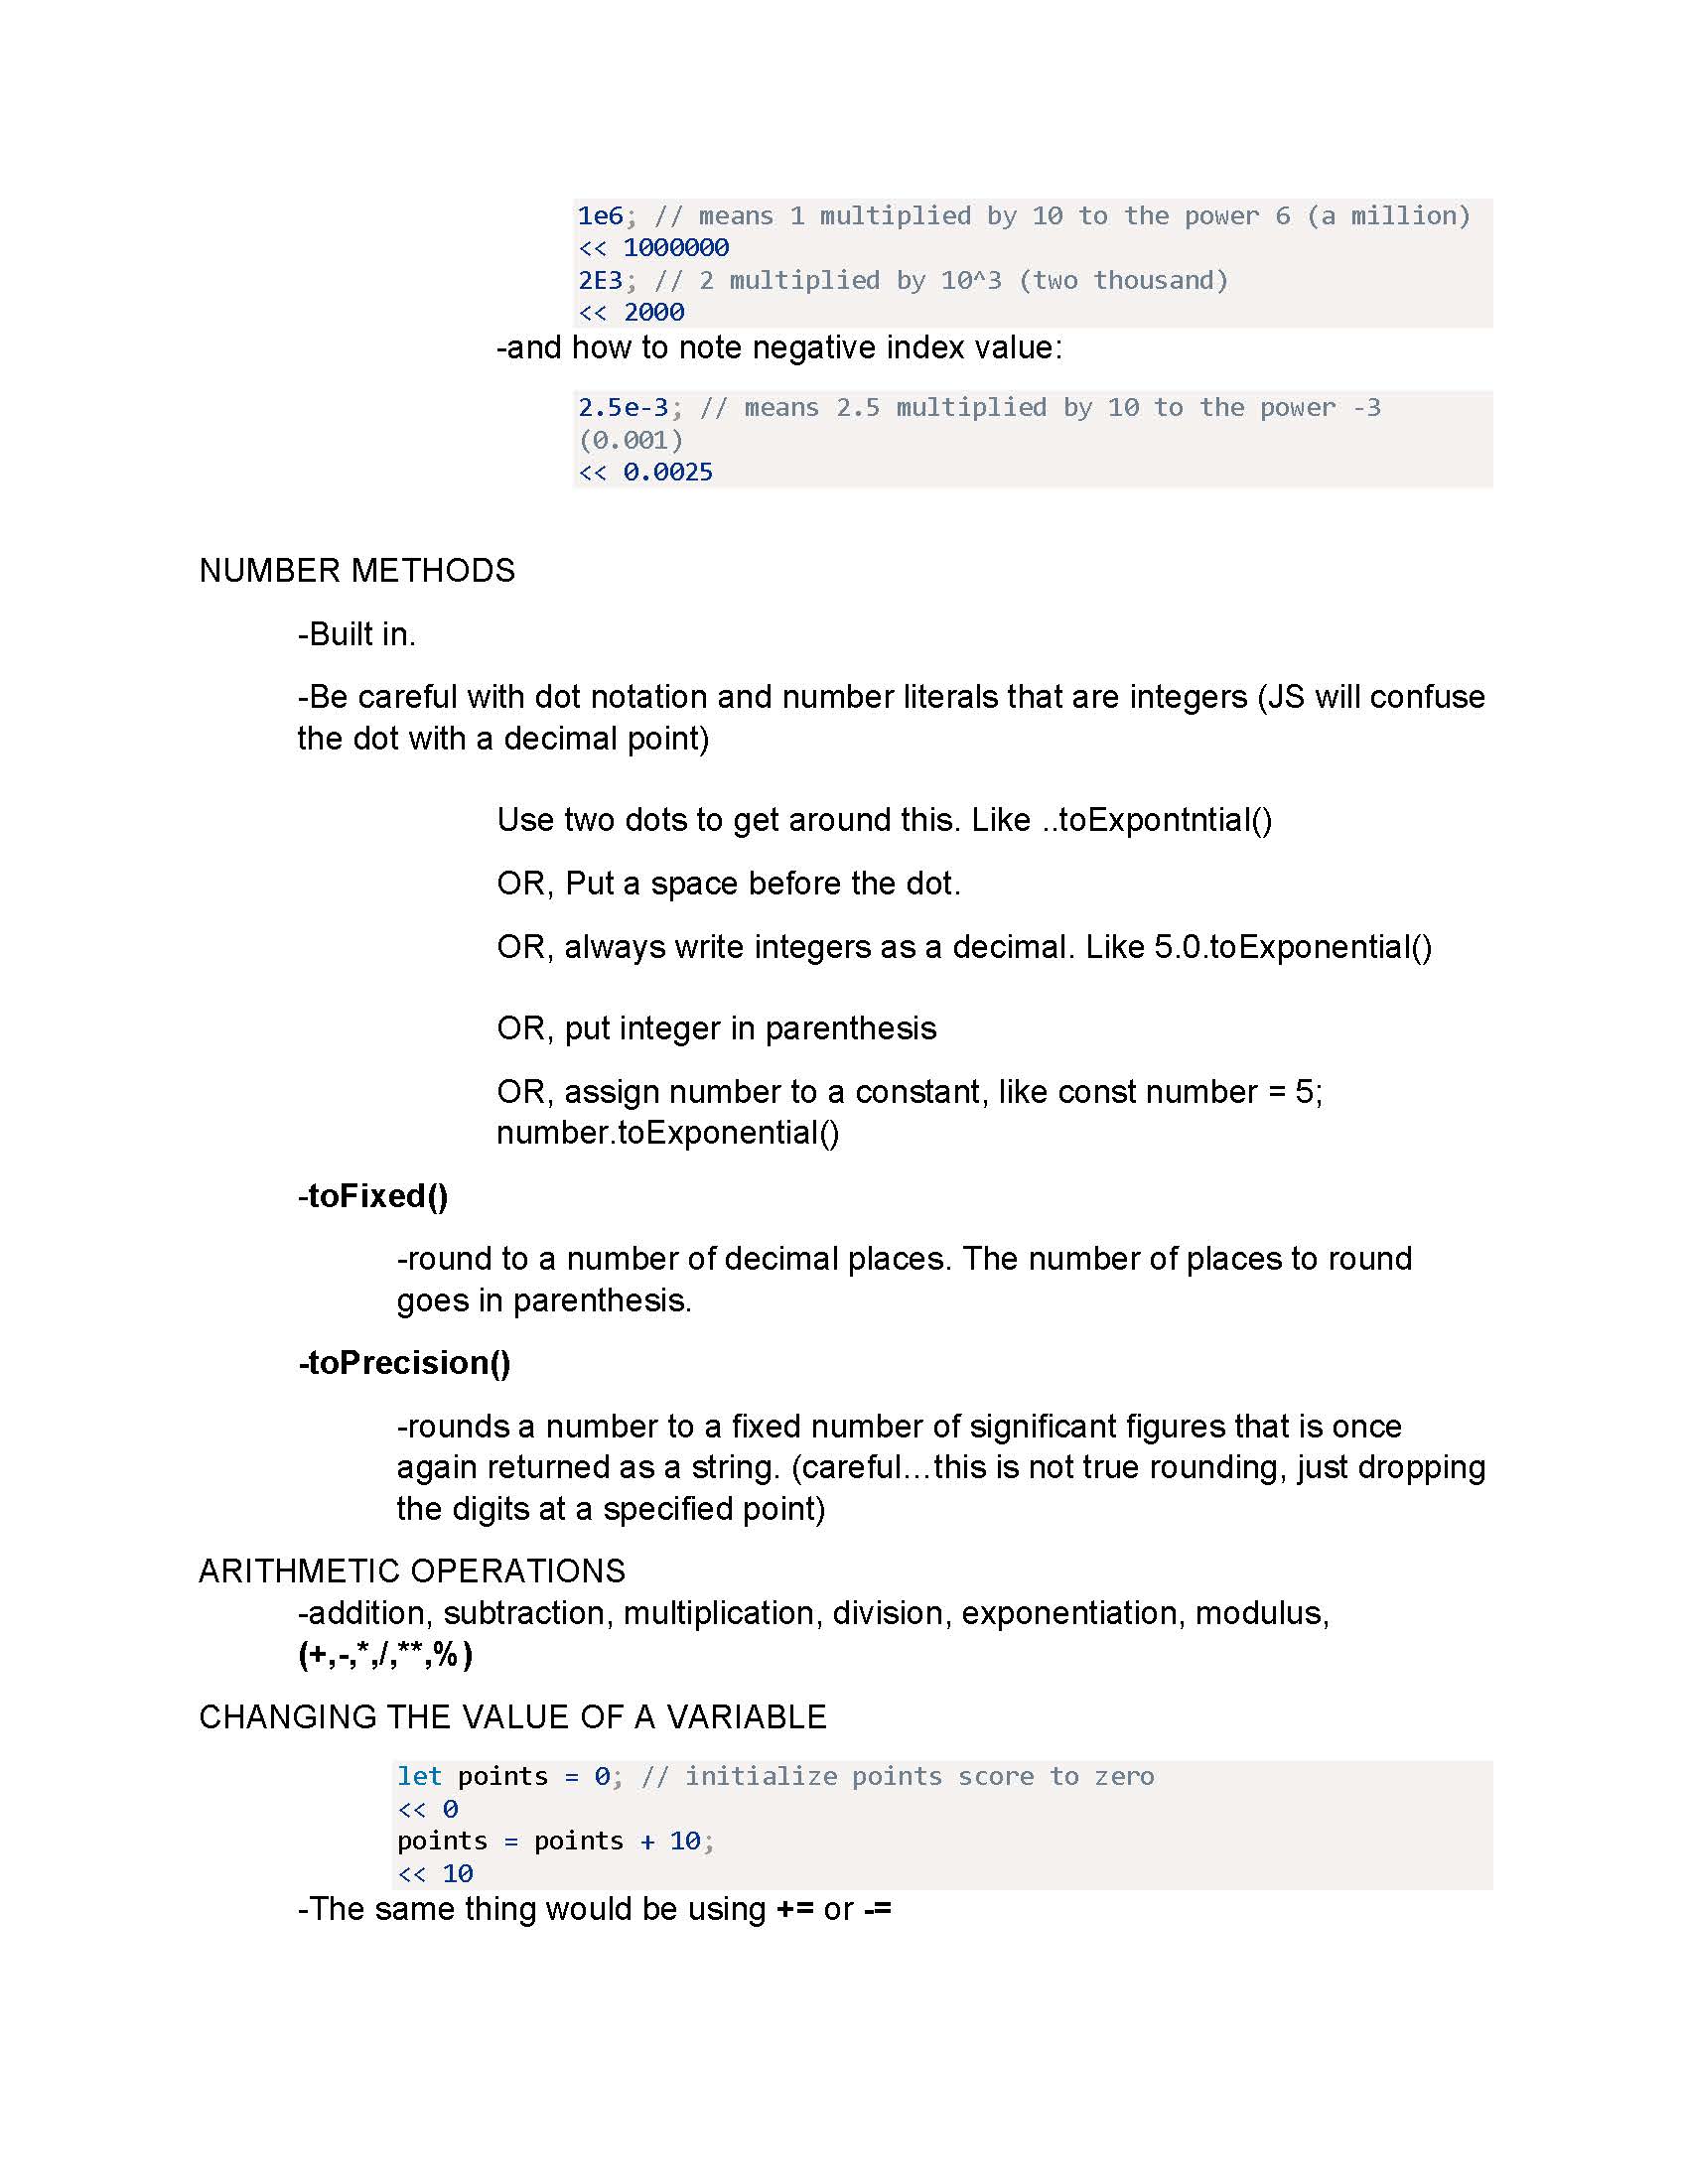 1e6; // means 1 multiplied by 10 to the power 6 (a million)
<< 1000000
2E3; // 2 multiplied by 10^3 (two thousand)
<< 2000
-and how to note negative index value:
2.5e-3; // means 2.5 multiplied by 10 to the power -3
(0.001)
<< 0.0025
NUMBER METHODS
-Built in.
-Be careful with dot notation and number literals that are integers (JS will confuse
the dot with a decimal point)
Use two dots to get around this. Like ..toExpontntial()
OR, Put a space before the dot.
OR, always write integers as a decimal. Like 5.0.toExponential()
OR, put integer in parenthesis
OR, assign number to a constant, like const number = 5;
number.toExponential()
-toFixed()
-round to a number of decimal places. The number of places to round
goes in parenthesis.
-toPrecision()
-rounds a number to a fixed number of significant figures that is once
again returned as a string. (careful…this is not true rounding, just dropping
the digits at a specified point)
ARITHMETIC OPERATIONS
-addition, subtraction, multiplication, division, exponentiation, modulus,
(+,-,*,/,**,%)
CHANGING THE VALUE OF A VARIABLE
let points = 0; // initialize points score to zero
<< 0
points = points + 10;
<< 10
-The same thing would be using += or -=